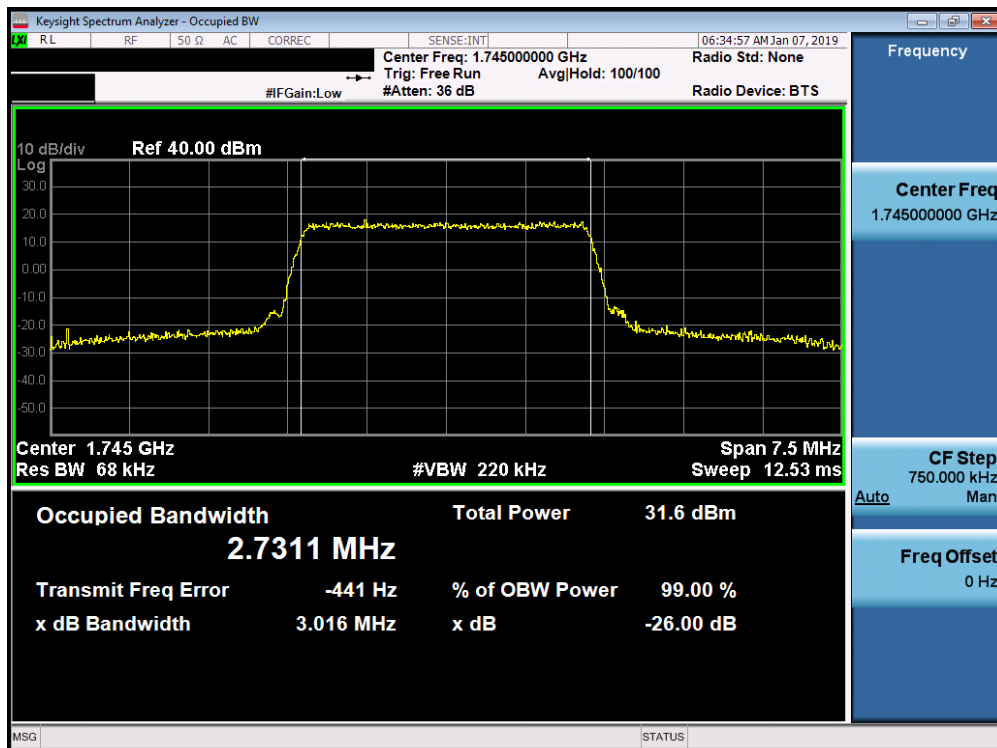 Keysight Spectrum Analyzer - Occupied BW
LXI RL RF 50 Ω AC CORREC SENSE:INT 06:34:57 AM Jan 07, 2019
Center Freq: 1.745000000 GHz Radio Std: None
Trig: Free Run Avg|Hold: 100/100
#IFGain:Low #Atten: 36 dB Radio Device: BTS
10 dB/div Ref 40.00 dBm
Log
30.0
20.0
10.0
0.00
-10.0
-20.0
-30.0
-40.0
-50.0
Center 1.745 GHz Span 7.5 MHz
Res BW 68 kHz #VBW 220 kHz Sweep 12.53 ms
Occupied Bandwidth Total Power 31.6 dBm
2.7311 MHz
Transmit Freq Error -441 Hz % of OBW Power 99.00 %
x dB Bandwidth 3.016 MHz x dB -26.00 dB
Frequency
Center Freq
1.745000000 GHz
CF Step
750.000 kHz
Auto Man
Freq Offset
0 Hz
MSG STATUS